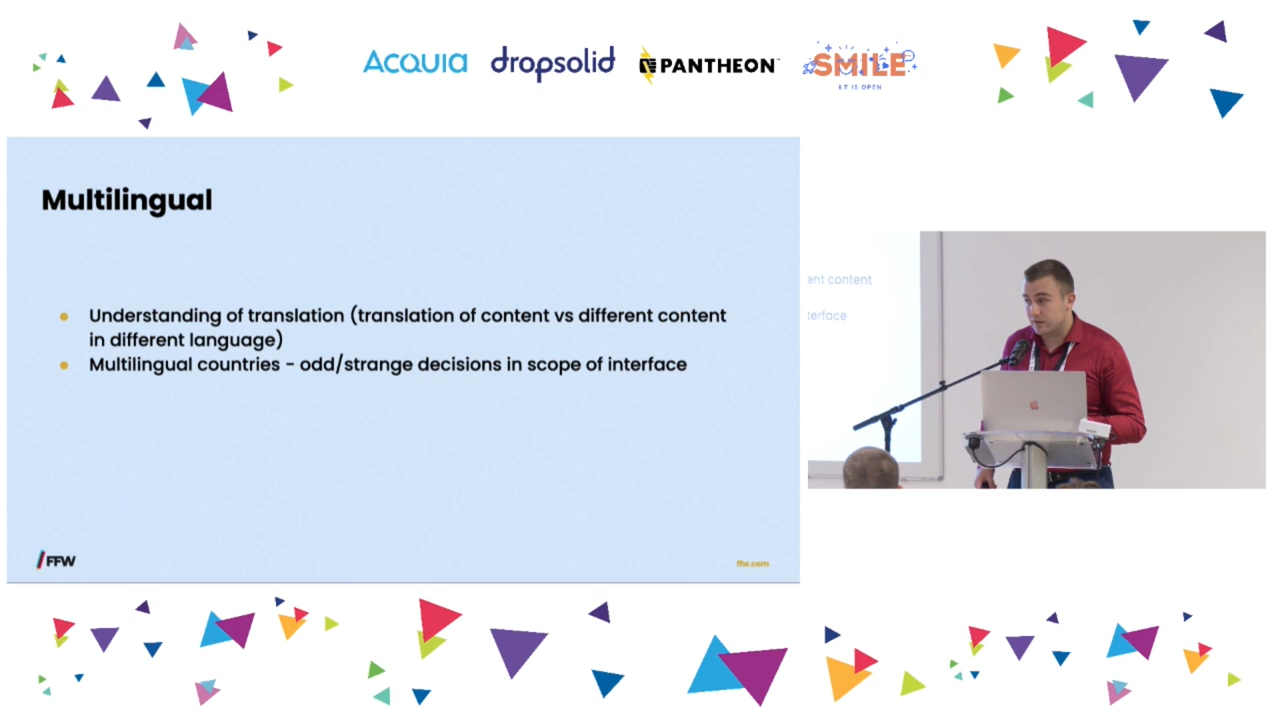 ACQUIA
dropsolid
PANTHEON
SMILE
I.T IS OPEN
Multilingual
Understanding of translation (translation of content vs different content
in different language)
Multilingual countries - odd/strange decisions in scope of interface
FFW
ffw.com
ent content
terface